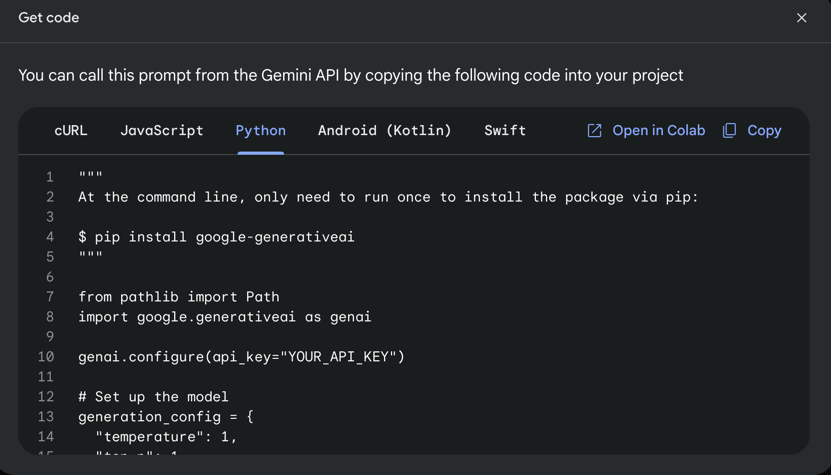 Get code
You can call this prompt from the Gemini API by copying the following code into your project
cURL JavaScript Python Android (Kotlin) Swift Open in Colab Copy
1 """
2 At the command line, only need to run once to install the package via pip:
3
4 $ pip install google-generativeai
5 """
6
7 from pathlib import Path
8 import google.generativeai as genai
9
10 genai.configure(api_key="YOUR_API_KEY")
11
12 # Set up the model
13 generation_config = {
14 "temperature": 1,